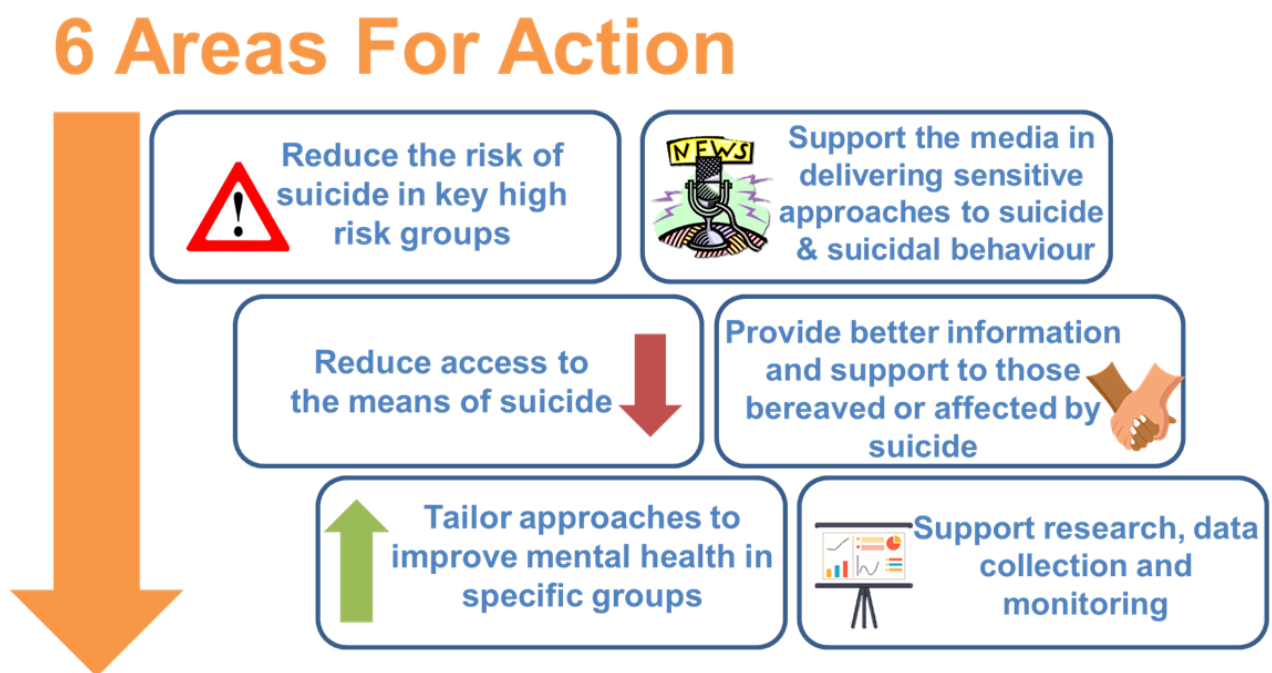 6 Areas For Action
Reduce the risk of
suicide in key high
risk groups
NEWS
Support the media in
delivering sensitive
approaches to suicide
& suicidal behaviour
Reduce access to
the means of suicide
Provide better information
and support to those
bereaved or affected by
suicide
Tailor approaches to
improve mental health in
specific groups
Support research, data
collection and
monitoring